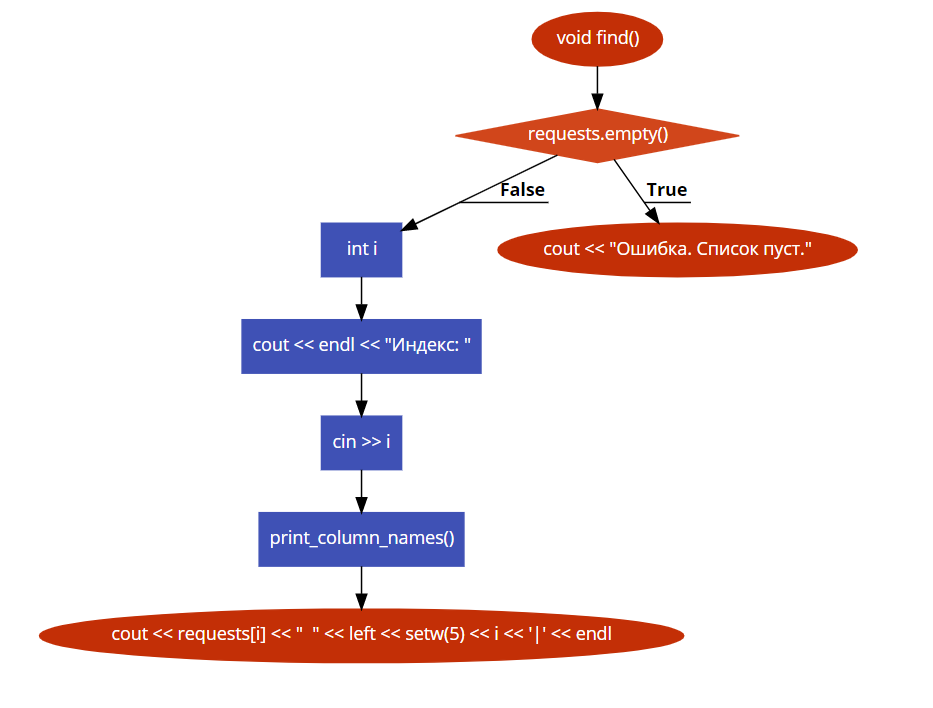 void find()
requests.empty()
False
True
int i
cout << "Ошибка. Список пуст."
cout << endl << "Индекс: "
cin >> i
print_column_names()
cout << requests[i] << "  " << left << setw(5) << i << '|' << endl